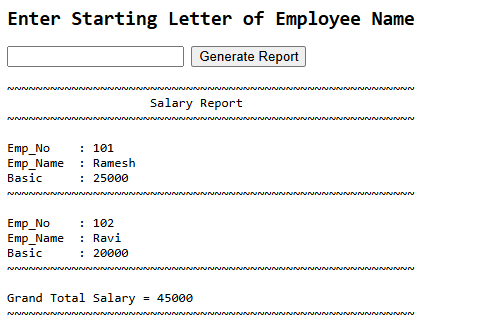 Enter Starting Letter of Employee Name
Generate Report
~~~~~~~~~~~~~~~~~~~~~~~~~~~~~~~~~~~~~~~~~~~~~~~~~~~~~~~~~
                    Salary Report
~~~~~~~~~~~~~~~~~~~~~~~~~~~~~~~~~~~~~~~~~~~~~~~~~~~~~~~~~
Emp_No    : 101
Emp_Name  : Ramesh
Basic     : 25000
~~~~~~~~~~~~~~~~~~~~~~~~~~~~~~~~~~~~~~~~~~~~~~~~~~~~~~~~~
Emp_No    : 102
Emp_Name  : Ravi
Basic     : 20000
~~~~~~~~~~~~~~~~~~~~~~~~~~~~~~~~~~~~~~~~~~~~~~~~~~~~~~~~~
Grand Total Salary = 45000
~~~~~~~~~~~~~~~~~~~~~~~~~~~~~~~~~~~~~~~~~~~~~~~~~~~~~~~~~